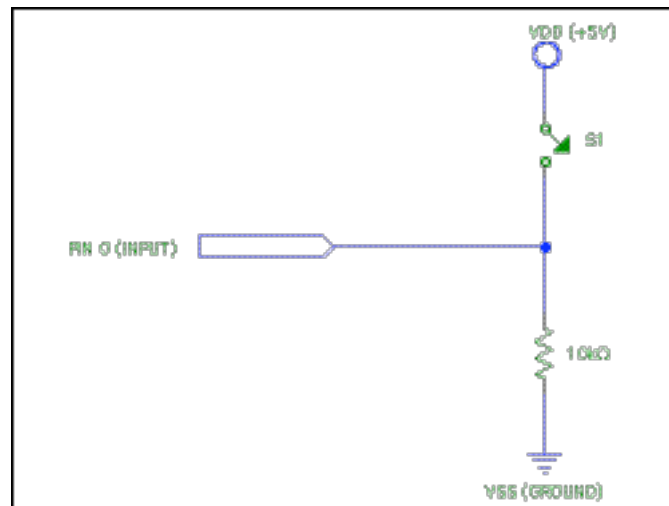 VDD (+5V)
S1
PIN 0 (INPUT)
10kΩ
VSS (GROUND)